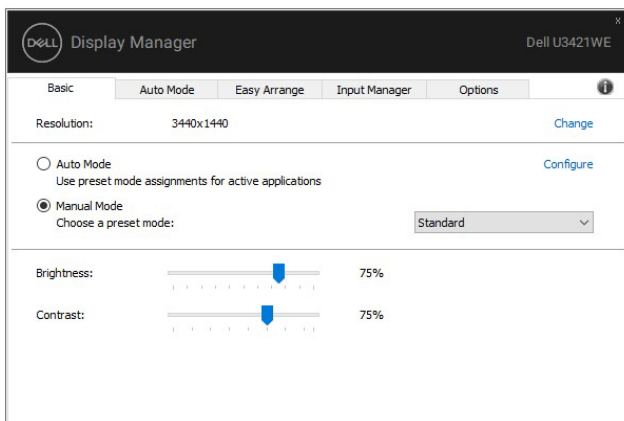 DELL Display Manager
Dell U3421WE
x
Basic
Auto Mode
Easy Arrange
Input Manager
Options
i
Resolution: 3440x1440 Change
Auto Mode Configure
Use preset mode assignments for active applications
Manual Mode
Choose a preset mode: Standard
Brightness: 75%
Contrast: 75%